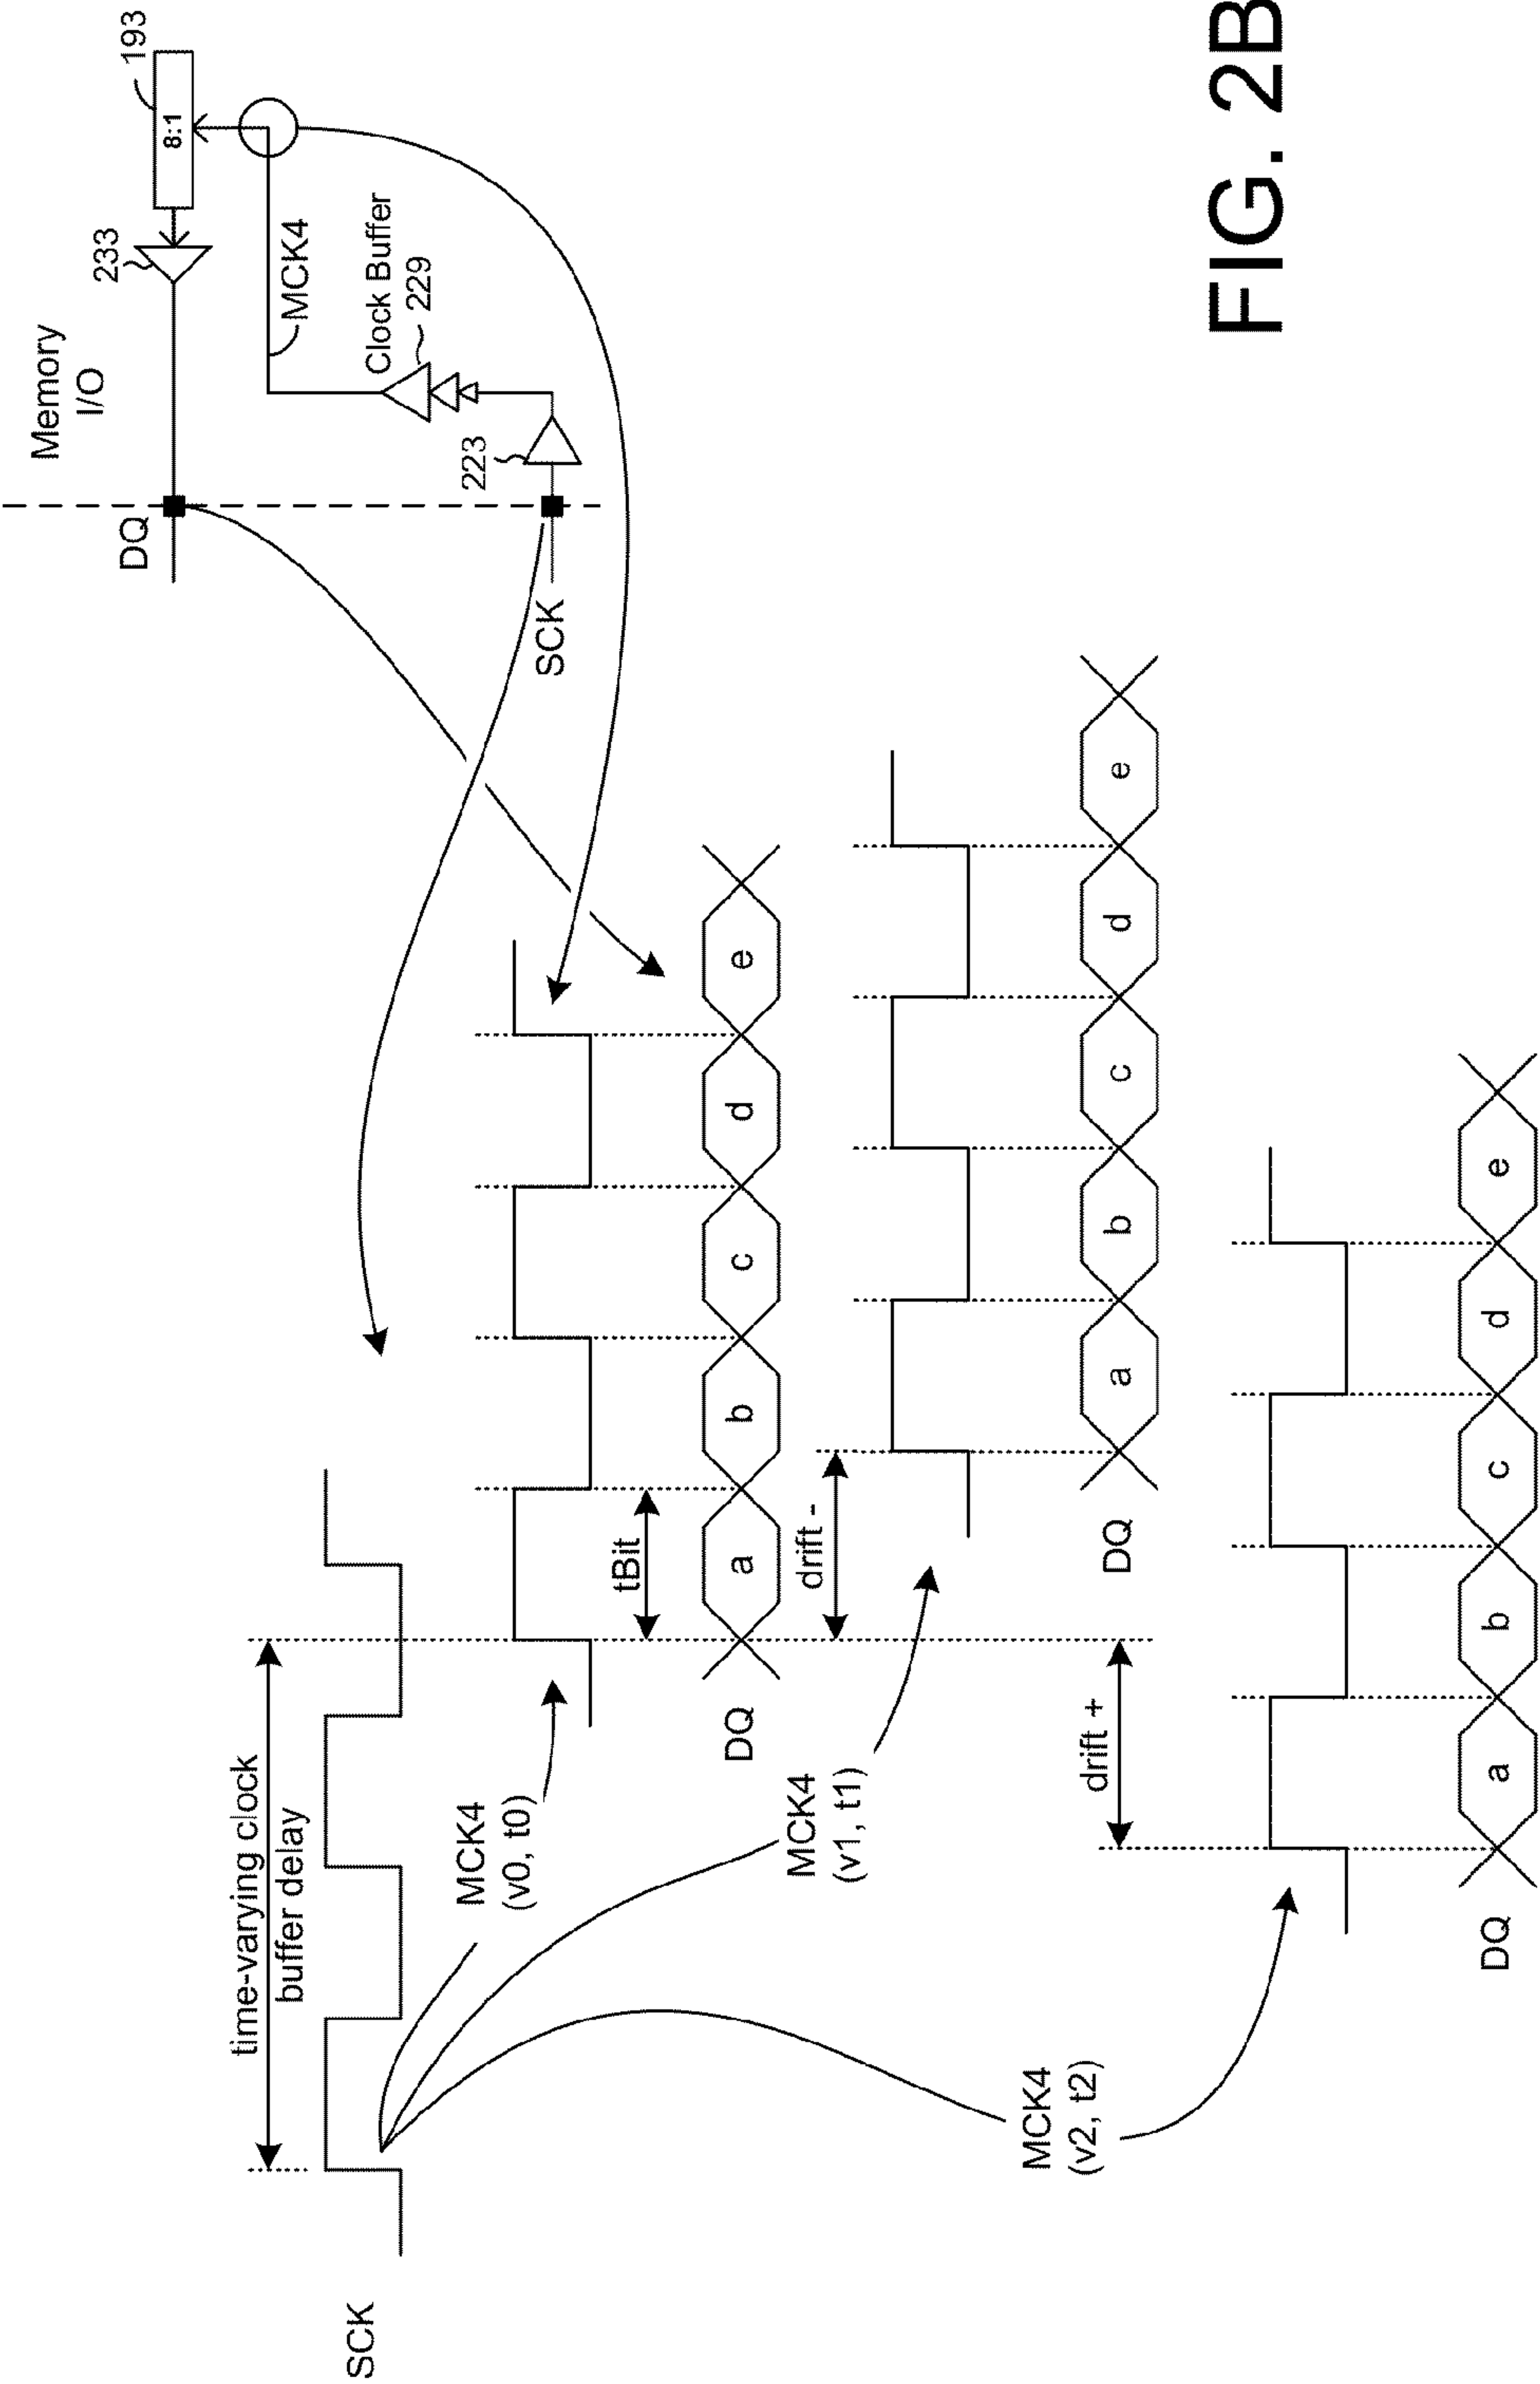 Memory
I/O
DQ
233
193
8:1
MCK4
Clock Buffer
229
223
SCK
SCK
time-varying clock
buffer delay
MCK4
(v0, t0)
tBit
DQ
a
b
c
d
e
MCK4
(v1, t1)
drift -
DQ
a
b
c
d
e
MCK4
(v2, t2)
drift +
DQ
a
b
c
d
e
FIG. 2B